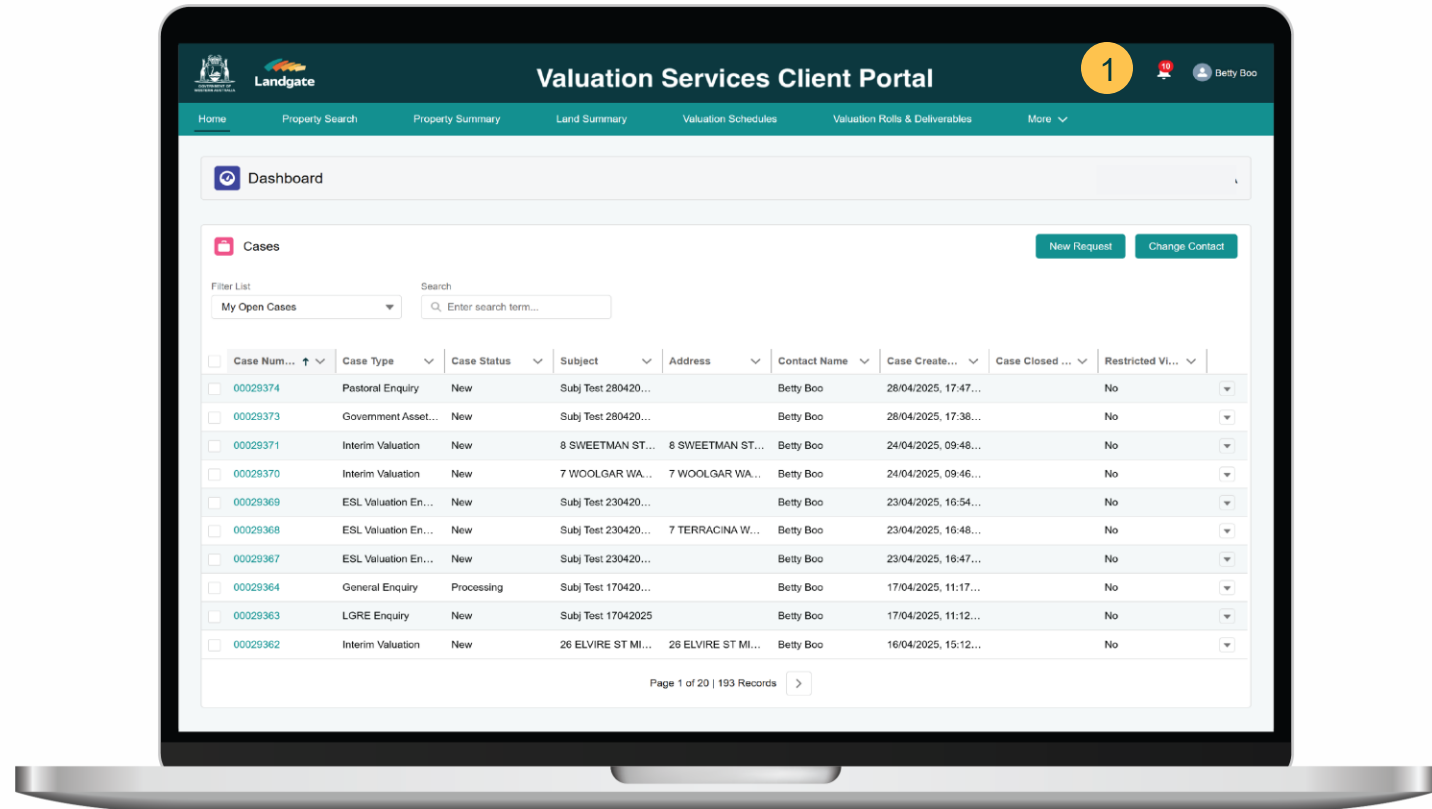 GOVERNMENT OF
WESTERN AUSTRALIA
Landgate
Valuation Services Client Portal
1
10
Betty Boo
Home Property Search Property Summary Land Summary Valuation Schedules Valuation Rolls & Deliverables More
Dashboard
Cases
New Request Change Contact
Filter List Search
My Open Cases Enter search term...
Case Num... Case Type Case Status Subject Address Contact Name Case Create... Case Closed ... Restricted Vi...
00029374 Pastoral Enquiry New Subj Test 280420... Betty Boo 28/04/2025, 17:47... No
00029373 Government Asset... New Subj Test 280420... Betty Boo 28/04/2025, 17:38... No
00029371 Interim Valuation New 8 SWEETMAN ST... 8 SWEETMAN ST... Betty Boo 24/04/2025, 09:48... No
00029370 Interim Valuation New 7 WOOLGAR WA... 7 WOOLGAR WA... Betty Boo 24/04/2025, 09:46... No
00029369 ESL Valuation En... New Subj Test 230420... Betty Boo 23/04/2025, 16:54... No
00029368 ESL Valuation En... New Subj Test 230420... 7 TERRACINA W... Betty Boo 23/04/2025, 16:48... No
00029367 ESL Valuation En... New Subj Test 230420... Betty Boo 23/04/2025, 16:47... No
00029364 General Enquiry Processing Subj Test 170420... Betty Boo 17/04/2025, 11:17... No
00029363 LGRE Enquiry New Subj Test 17042025 Betty Boo 17/04/2025, 11:12... No
00029362 Interim Valuation New 26 ELVIRE ST MI... 26 ELVIRE ST MI... Betty Boo 16/04/2025, 15:12... No
Page 1 of 20 | 193 Records